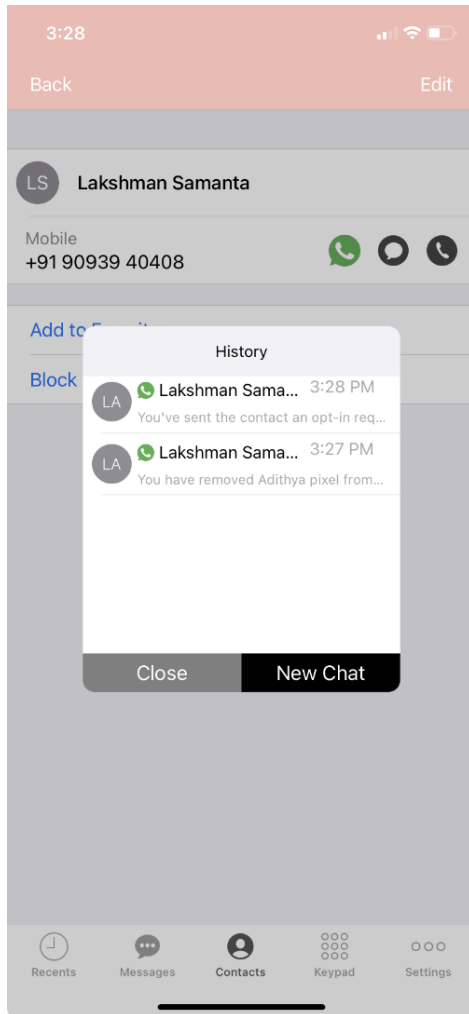 3:28
Back Edit
LS Lakshman Samanta
Mobile
+91 90939 40408
Add to
Block
History
LA Lakshman Sama... 3:28 PM
You've sent the contact an opt-in req...
LA Lakshman Sama... 3:27 PM
You have removed Adithya pixel from...
Close New Chat
Recents Messages Contacts Keypad Settings